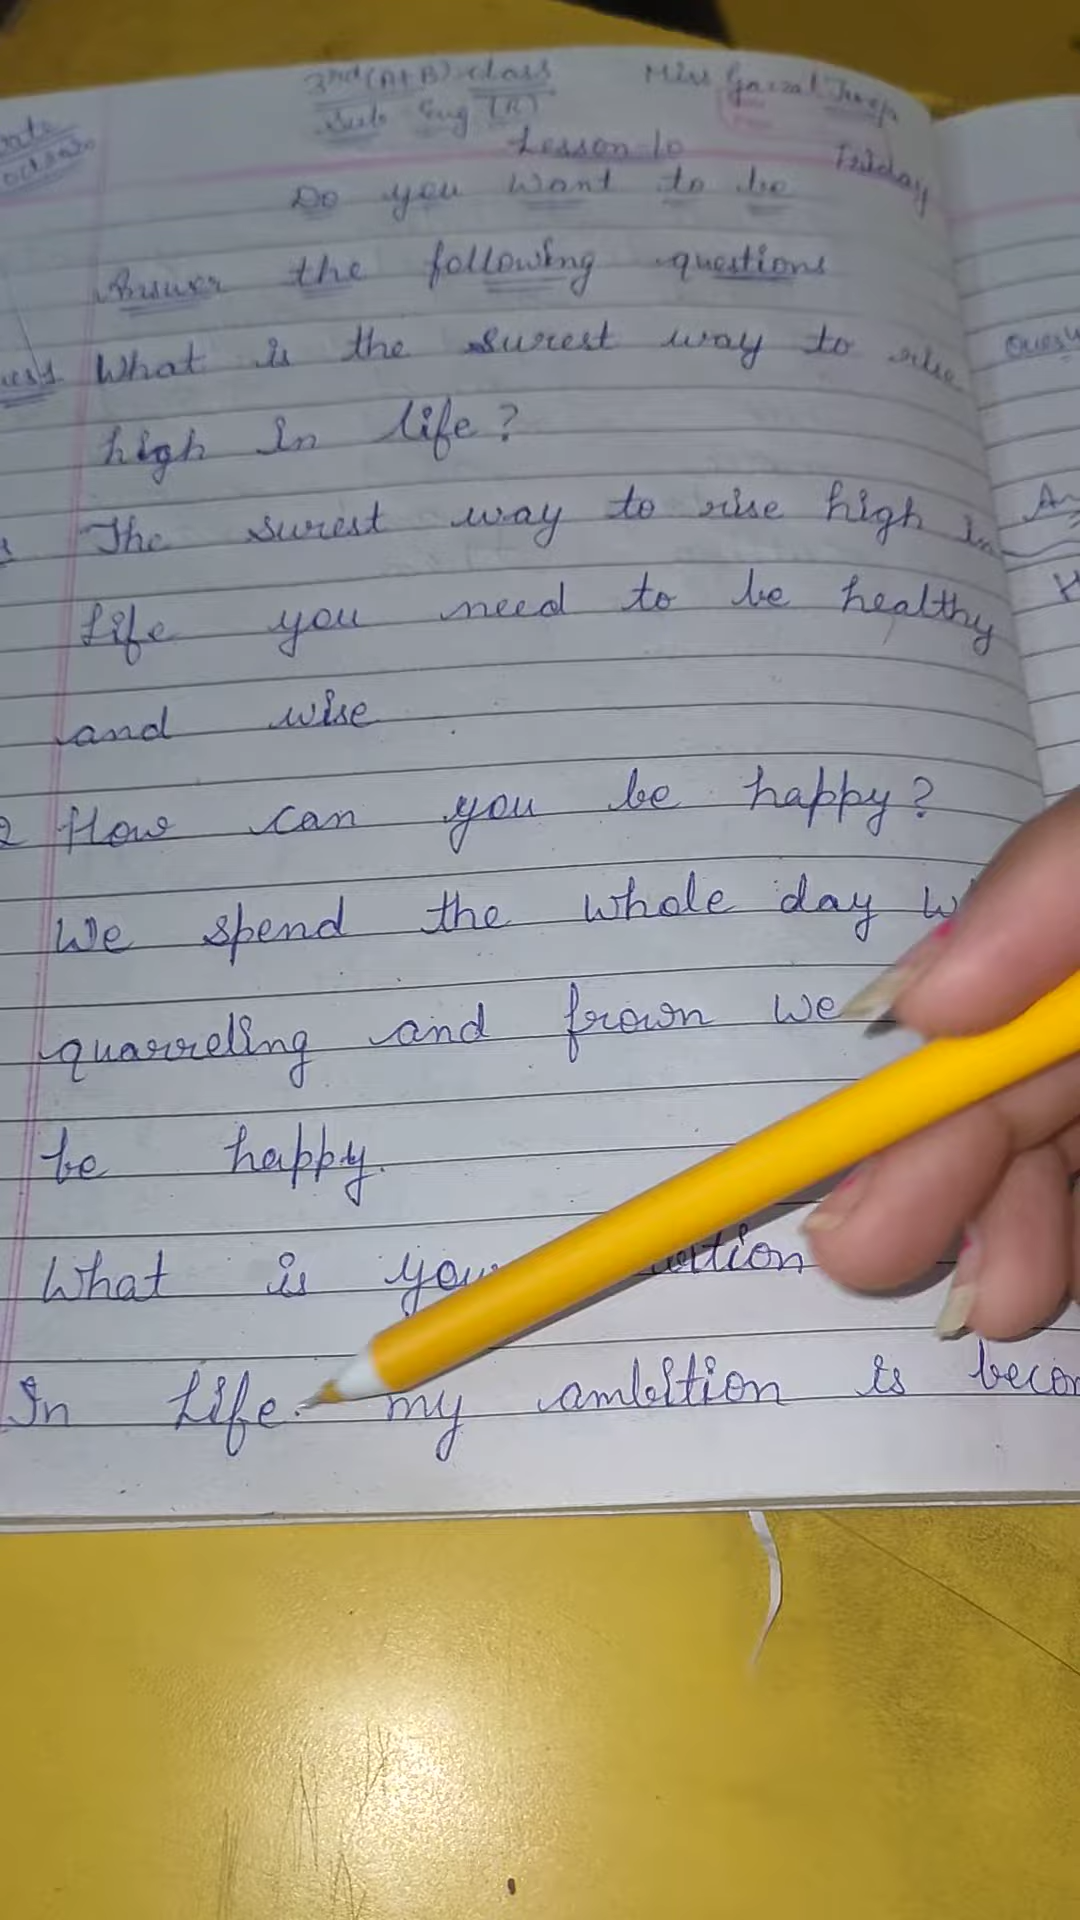 3rd (A+B) class
Sub Eng (R)
Lesson 10
Friday
Do you Want to be
Answer the following questions
What is the surest way to rise
high in life?
The surest way to rise high in
Life you need to be healthy
and wise
How can you be happy?
We spend the whole day
quarreling and frown we
be happy.
What is
In Life. my ambition is